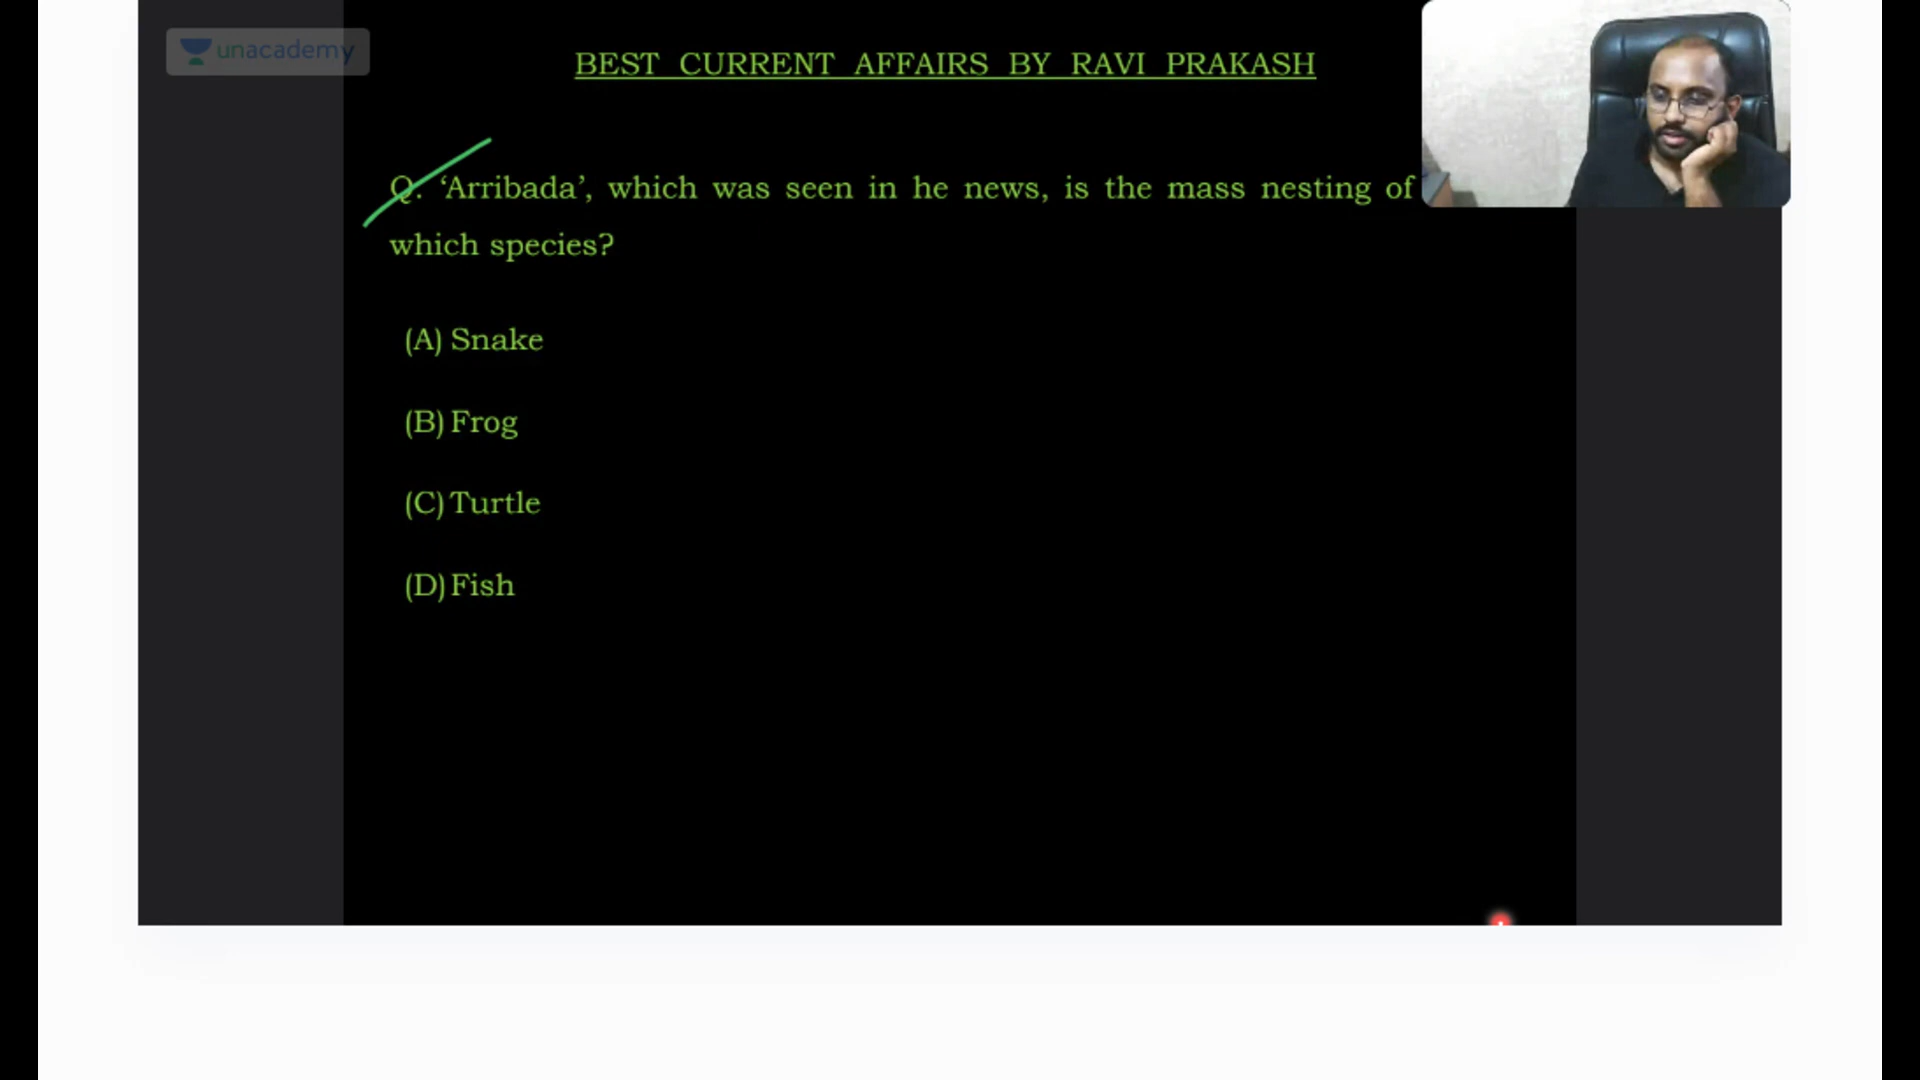 unacademy
BEST CURRENT AFFAIRS BY RAVI PRAKASH
Q. ‘Arribada’, which was seen in he news, is the mass nesting of
which species?
(A) Snake
(B) Frog
(C) Turtle
(D) Fish